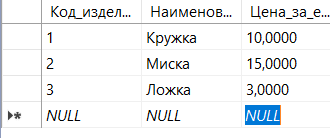 Код_издел... Наименов... Цена_за_е...
1 Кружка 10,0000
2 Миска 15,0000
3 Ложка 3,0000
NULL NULL NULL